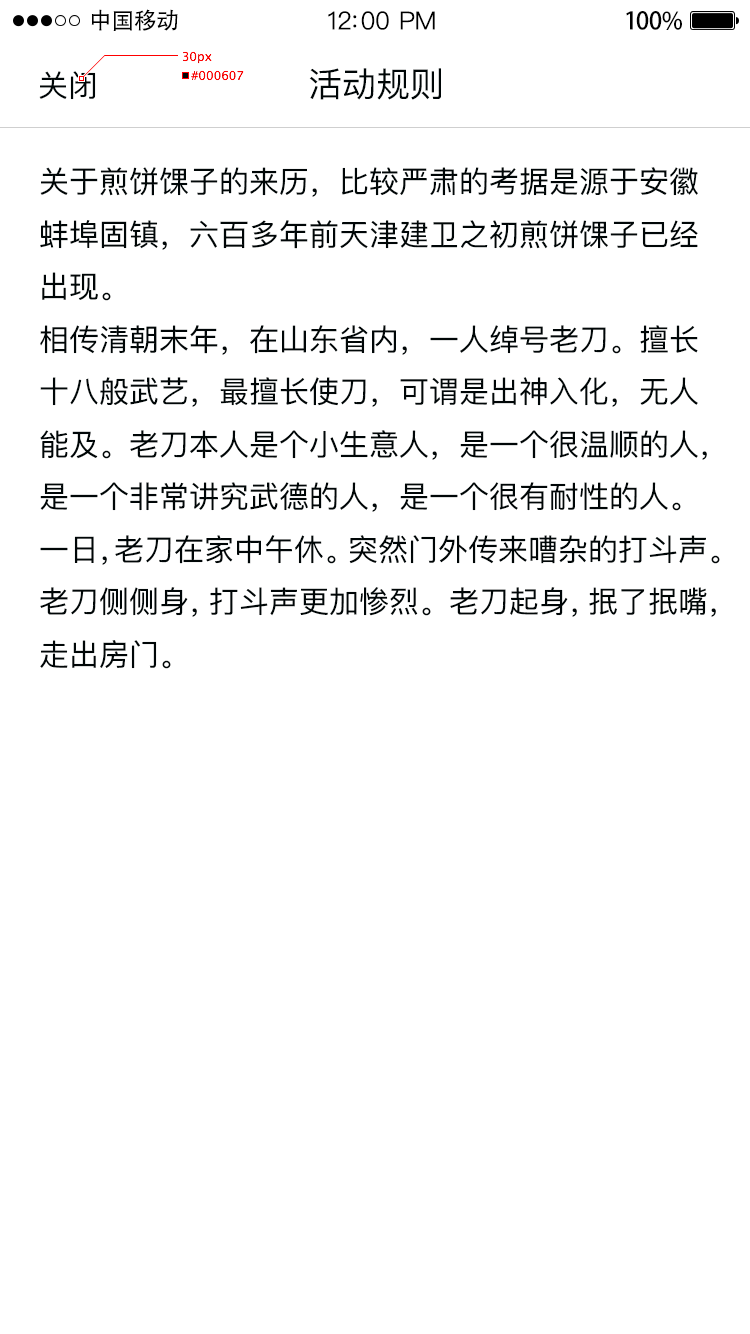 中国移动 12:00 PM 100%
30px
#000607
关闭 活动规则
关于煎饼馃子的来历，比较严肃的考据是源于安徽
蚌埠固镇，六百多年前天津建卫之初煎饼馃子已经
出现。
相传清朝末年，在山东省内，一人绰号老刀。擅长
十八般武艺，最擅长使刀，可谓是出神入化，无人
能及。老刀本人是个小生意人，是一个很温顺的人，
是一个非常讲究武德的人，是一个很有耐性的人。
一日，老刀在家中午休。突然门外传来嘈杂的打斗声。
老刀侧侧身，打斗声更加惨烈。老刀起身，抿了抿嘴，
走出房门。